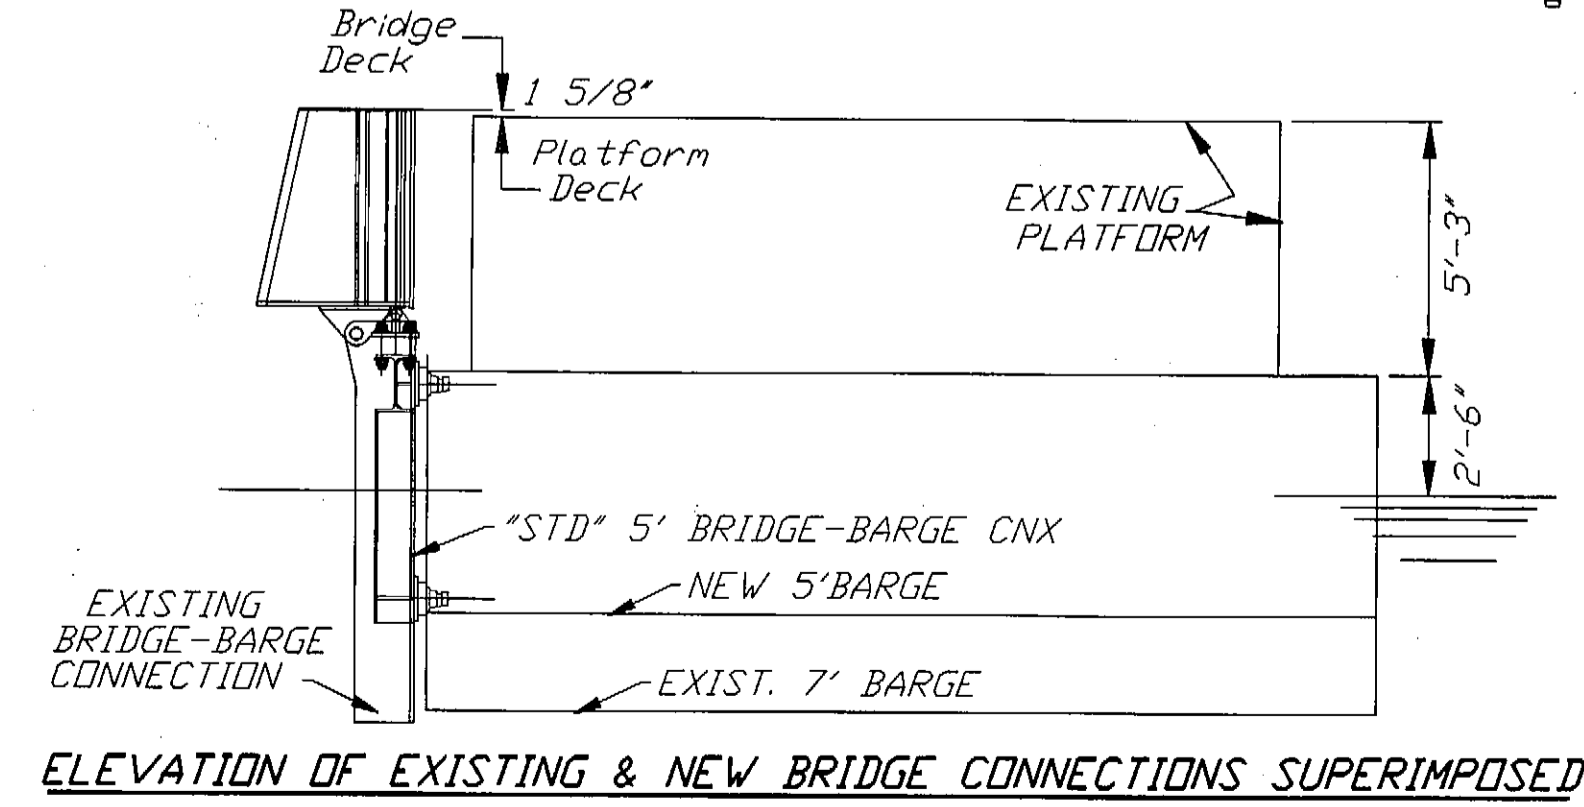 Bridge
Deck
1 5/8"
Platform
Deck
EXISTING
PLATFORM
5'-3"
2'-6"
"STD" 5' BRIDGE-BARGE CNX
NEW 5'BARGE
EXISTING
BRIDGE-BARGE
CONNECTION
EXIST. 7' BARGE
ELEVATION OF EXISTING & NEW BRIDGE CONNECTIONS SUPERIMPOSED